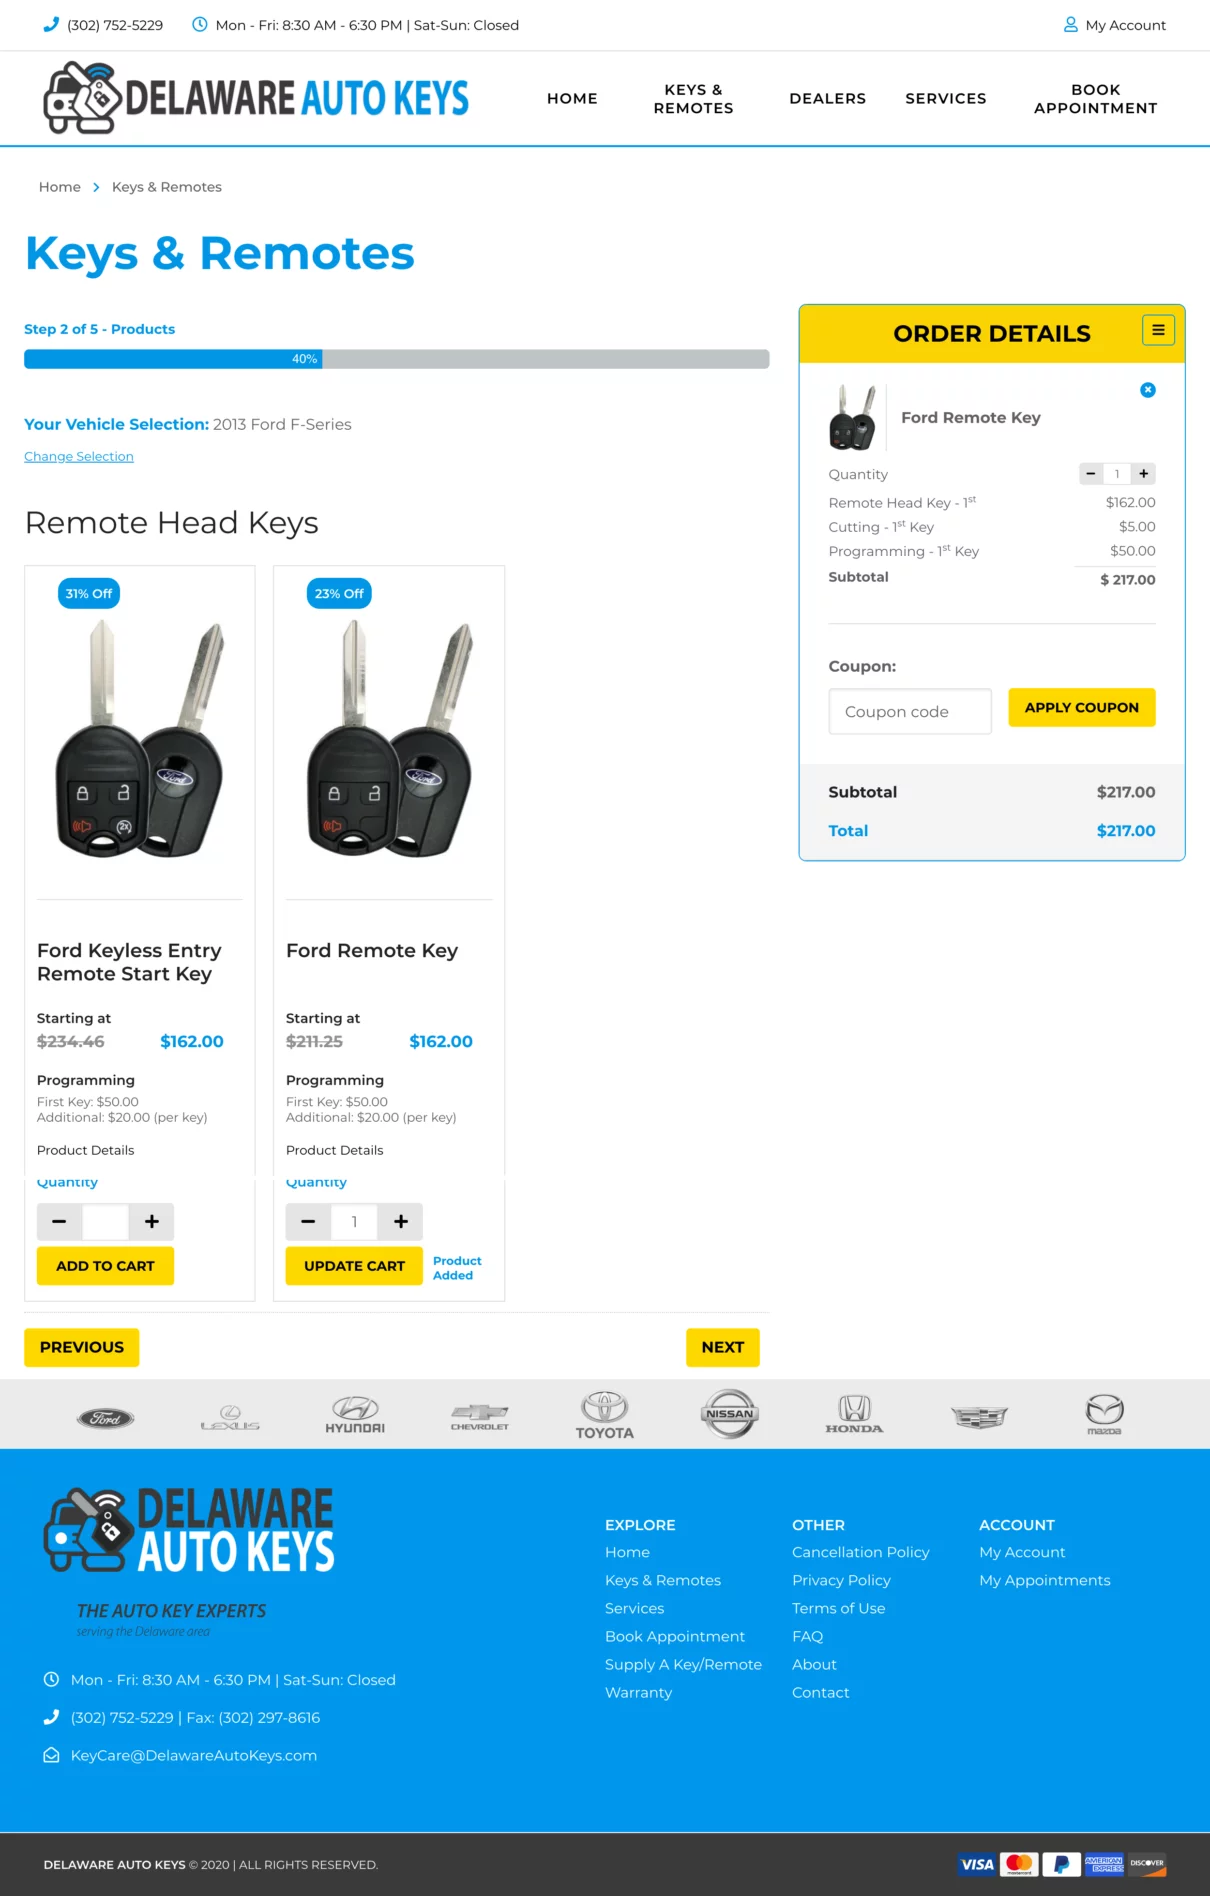 (302) 752-5229
Mon - Fri: 8:30 AM - 6:30 PM | Sat-Sun: Closed
My Account
DELAWARE AUTO KEYS
HOME
KEYS &
REMOTES
DEALERS
SERVICES
BOOK
APPOINTMENT
Home
Keys & Remotes
Keys & Remotes
Step 2 of 5 - Products
40%
Your Vehicle Selection: 2013 Ford F-Series
Change Selection
Remote Head Keys
31% Off
Ford
2x
Ford Keyless Entry
Remote Start Key
Starting at
$234.46 $162.00
Programming
First Key: $50.00
Additional: $20.00 (per key)
Product Details
Quantity
ADD TO CART
23% Off
Ford
Ford Remote Key
Starting at
$211.25 $162.00
Programming
First Key: $50.00
Additional: $20.00 (per key)
Product Details
Quantity
1
UPDATE CART
Product
Added
PREVIOUS
NEXT
ORDER DETAILS
Ford Remote Key
Quantity 1
Remote Head Key - 1st $162.00
Cutting - 1st Key $5.00
Programming - 1st Key $50.00
Subtotal $ 217.00
Coupon:
Coupon code
APPLY COUPON
Subtotal $217.00
Total $217.00
Ford
LEXUS
HYUNDAI
CHEVROLET
TOYOTA
NISSAN
HONDA
mazda
DELAWARE
AUTO KEYS
THE AUTO KEY EXPERTS
serving the Delaware area
Mon - Fri: 8:30 AM - 6:30 PM | Sat-Sun: Closed
(302) 752-5229 | Fax: (302) 297-8616
KeyCare@DelawareAutoKeys.com
EXPLORE
Home
Keys & Remotes
Services
Book Appointment
Supply A Key/Remote
Warranty
OTHER
Cancellation Policy
Privacy Policy
Terms of Use
FAQ
About
Contact
ACCOUNT
My Account
My Appointments
DELAWARE AUTO KEYS © 2020 | ALL RIGHTS RESERVED.
VISA
mastercard
P
AMERICAN
EXPRESS
DISCOVER